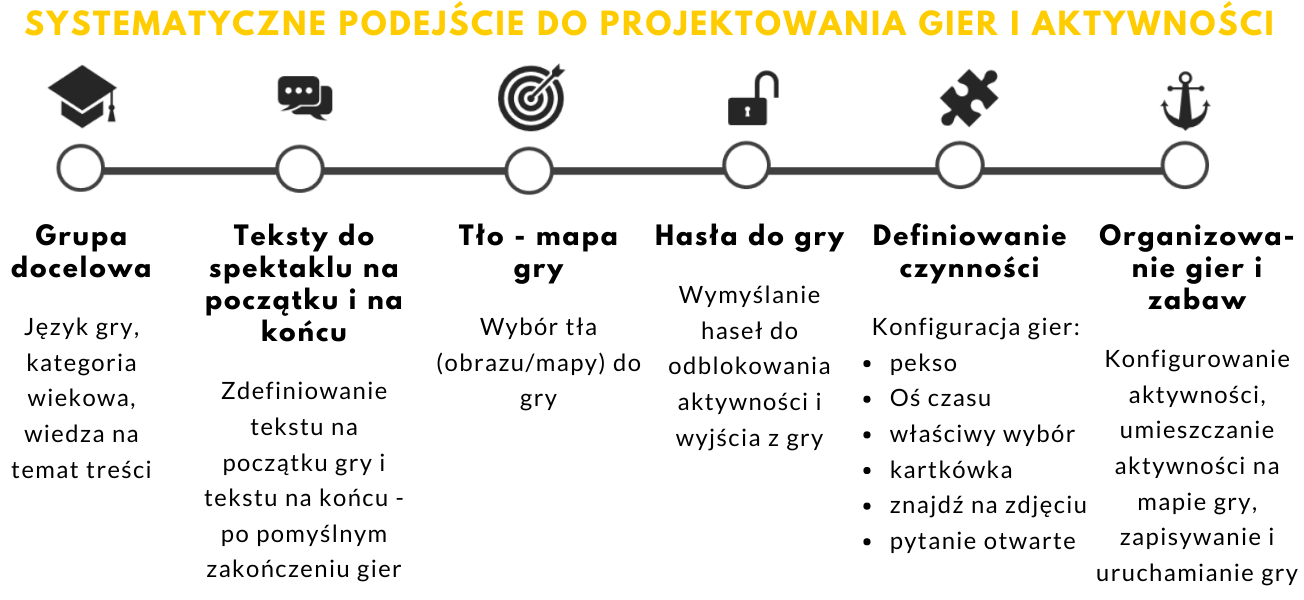 SYSTEMATYCZNE PODEJŚCIE DO PROJEKTOWANIA GIER I AKTYWNOŚCI
Grupa
docelowa
Język gry,
kategoria
wiekowa,
wiedza na
temat treści
Teksty do
spektaklu na
początku i na
końcu
Zdefiniowanie
tekstu na
początku gry i
tekstu na końcu -
po pomyślnym
zakończeniu gier
Tło - mapa
gry
Wybór tła
(obrazu/mapy) do
gry
Hasła do gry
Wymyślanie
haseł do
odblokowania
aktywności i
wyjścia z gry
Definiowanie
czynności
Konfiguracja gier:
• pekso
• Oś czasu
• właściwy wybór
• kartkówka
• znajdź na zdjęciu
• pytanie otwarte
Organizowa-
nie gier i
zabaw
Konfigurowanie
aktywności,
umieszczanie
aktywności na
mapie gry,
zapisywanie i
uruchamianie gry